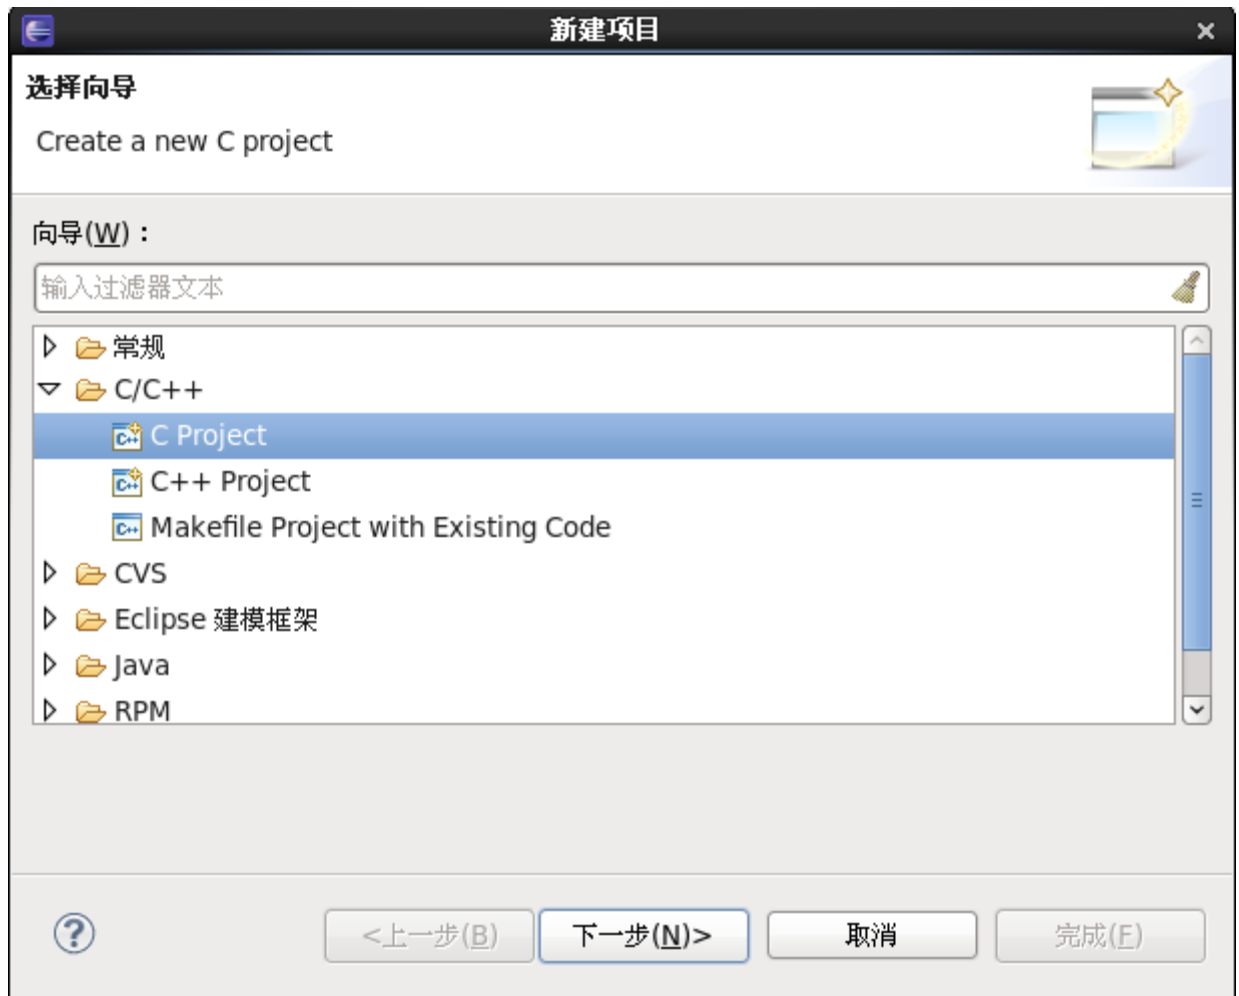 新建项目
选择向导
Create a new C project
向导(W)：
输入过滤器文本
常规
C/C++
C Project
C++ Project
Makefile Project with Existing Code
CVS
Eclipse 建模框架
Java
RPM
<上一步(B) 下一步(N)> 取消 完成(F)